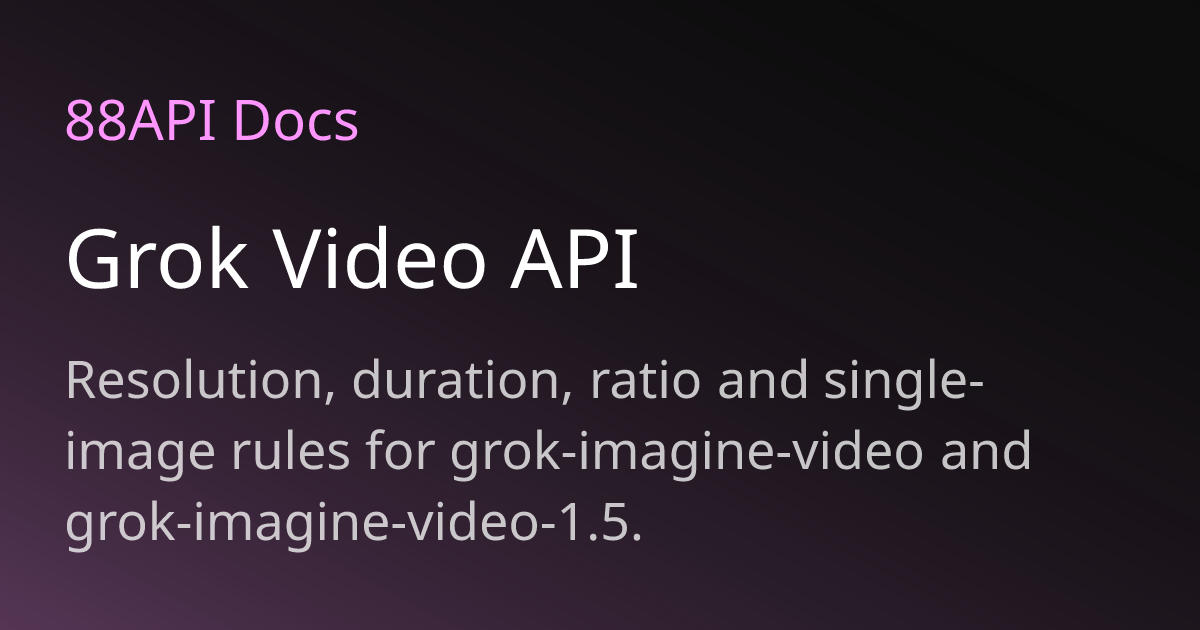 88API Docs
Grok Video API
Resolution, duration, ratio and single-
image rules for grok-imagine-video and
grok-imagine-video-1.5.